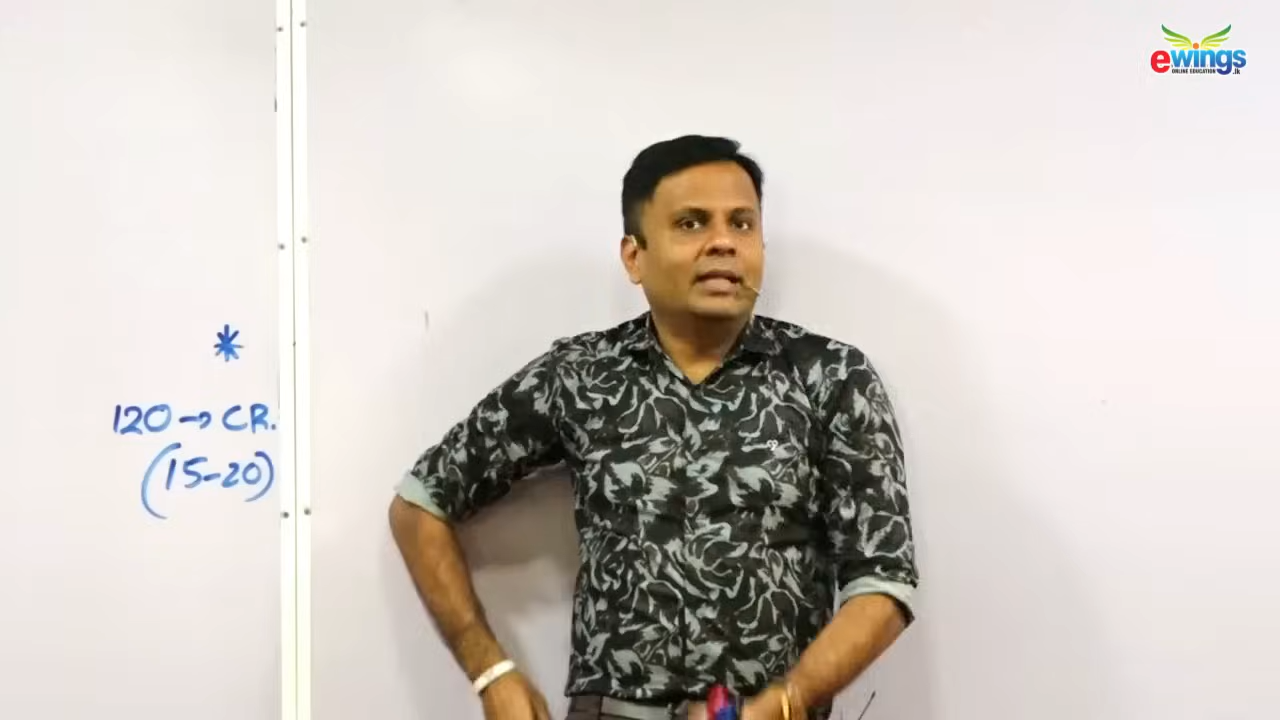 *
120 → CR.
(15-20)
ewings
ONLINE EDUCATION .lk